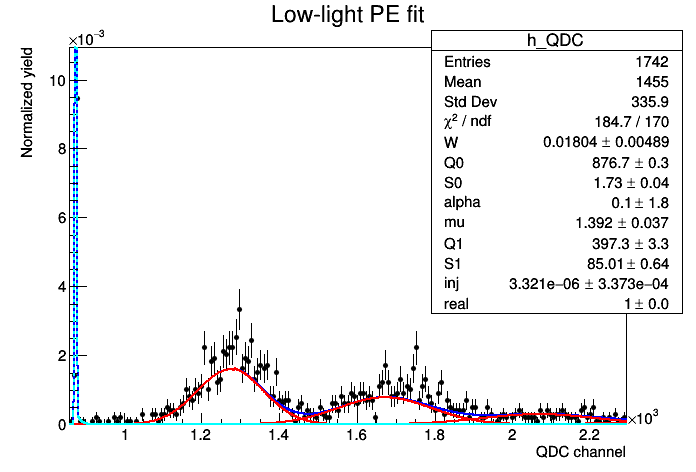 Low-light PE fit
×10⁻³
Normalized yield
h_QDC
Entries 1742
Mean 1455
Std Dev 335.9
χ² / ndf 184.7 / 170
W 0.01804 ± 0.00489
Q0 876.7 ± 0.3
S0 1.73 ± 0.04
alpha 0.1 ± 1.8
mu 1.392 ± 0.037
Q1 397.3 ± 3.3
S1 85.01 ± 0.64
inj 3.321e−06 ± 3.373e−04
real 1 ± 0.0
10
8
6
4
2
0
1 1.2 1.4 1.6 1.8 2 2.2
×10³
QDC channel